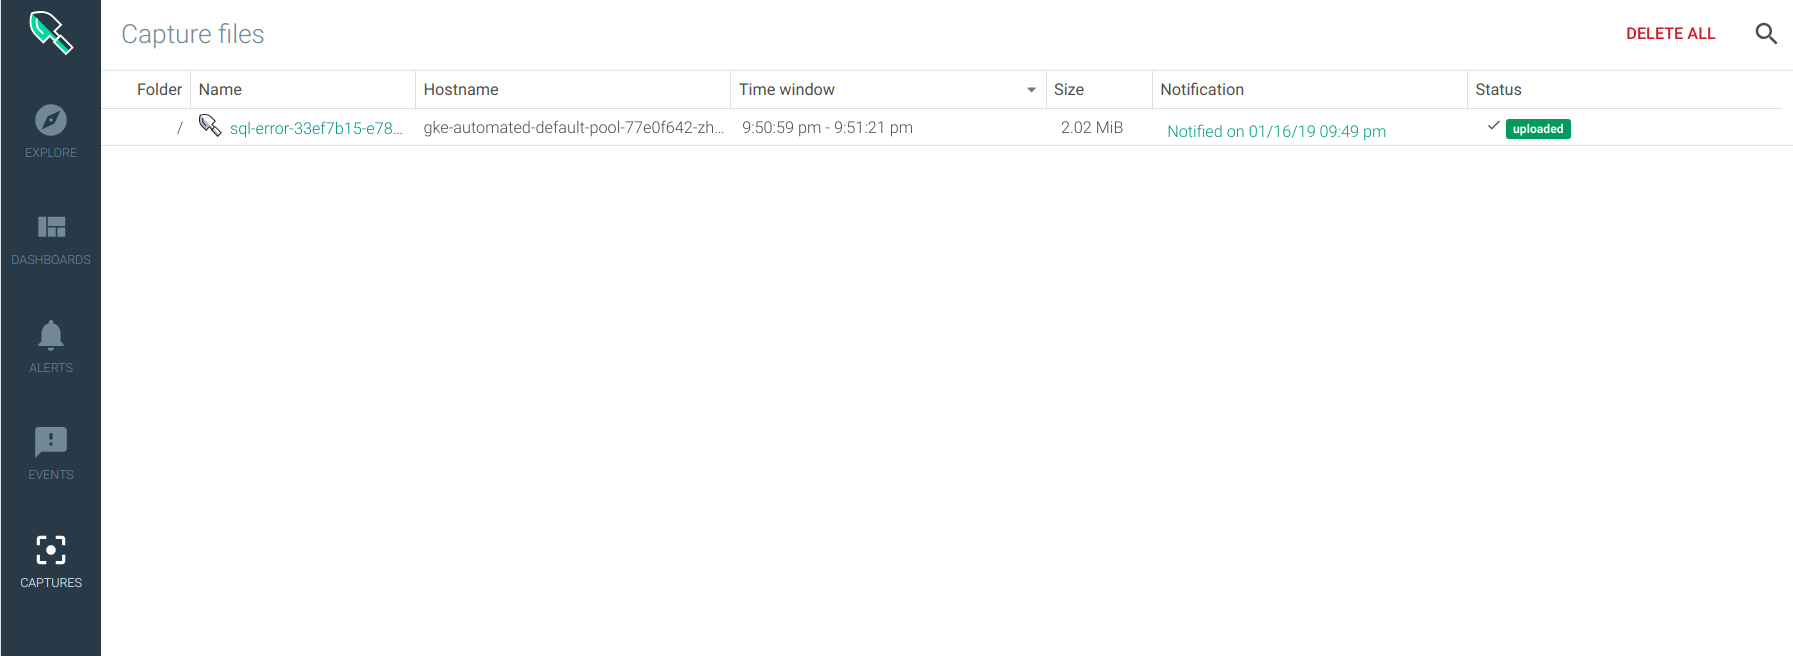 Capture files
DELETE ALL
Folder Name Hostname Time window Size Notification Status
/ sql-error-33ef7b15-e78... gke-automated-default-pool-77e0f642-zh... 9:50:59 pm - 9:51:21 pm 2.02 MiB Notified on 01/16/19 09:49 pm uploaded
EXPLORE
DASHBOARDS
ALERTS
EVENTS
CAPTURES